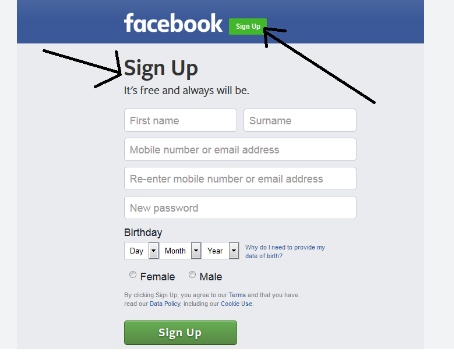 facebook Sign Up
Sign Up
It's free and always will be.
First name Surname
Mobile number or email address
Re-enter mobile number or email address
New password
Birthday
Day Month Year Why do I need to provide my
date of birth?
Female Male
By clicking Sign Up, you agree to our Terms and that you have
read our Data Policy, including our Cookie Use.
Sign Up